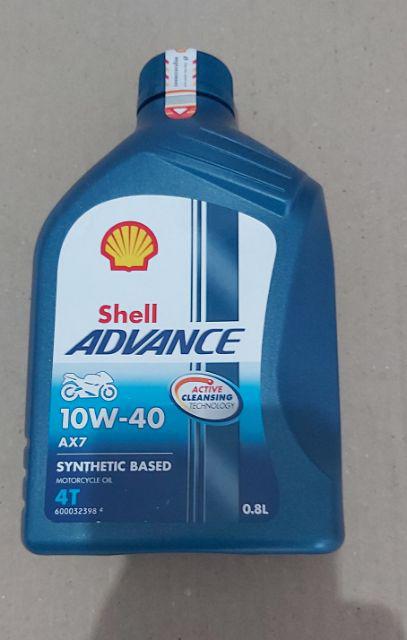 Shell
ADVANCE
ACTIVE
CLEANSING
TECHNOLOGY
10W-40
AX7
SYNTHETIC BASED
MOTORCYCLE OIL
4T
600032398
0.8L